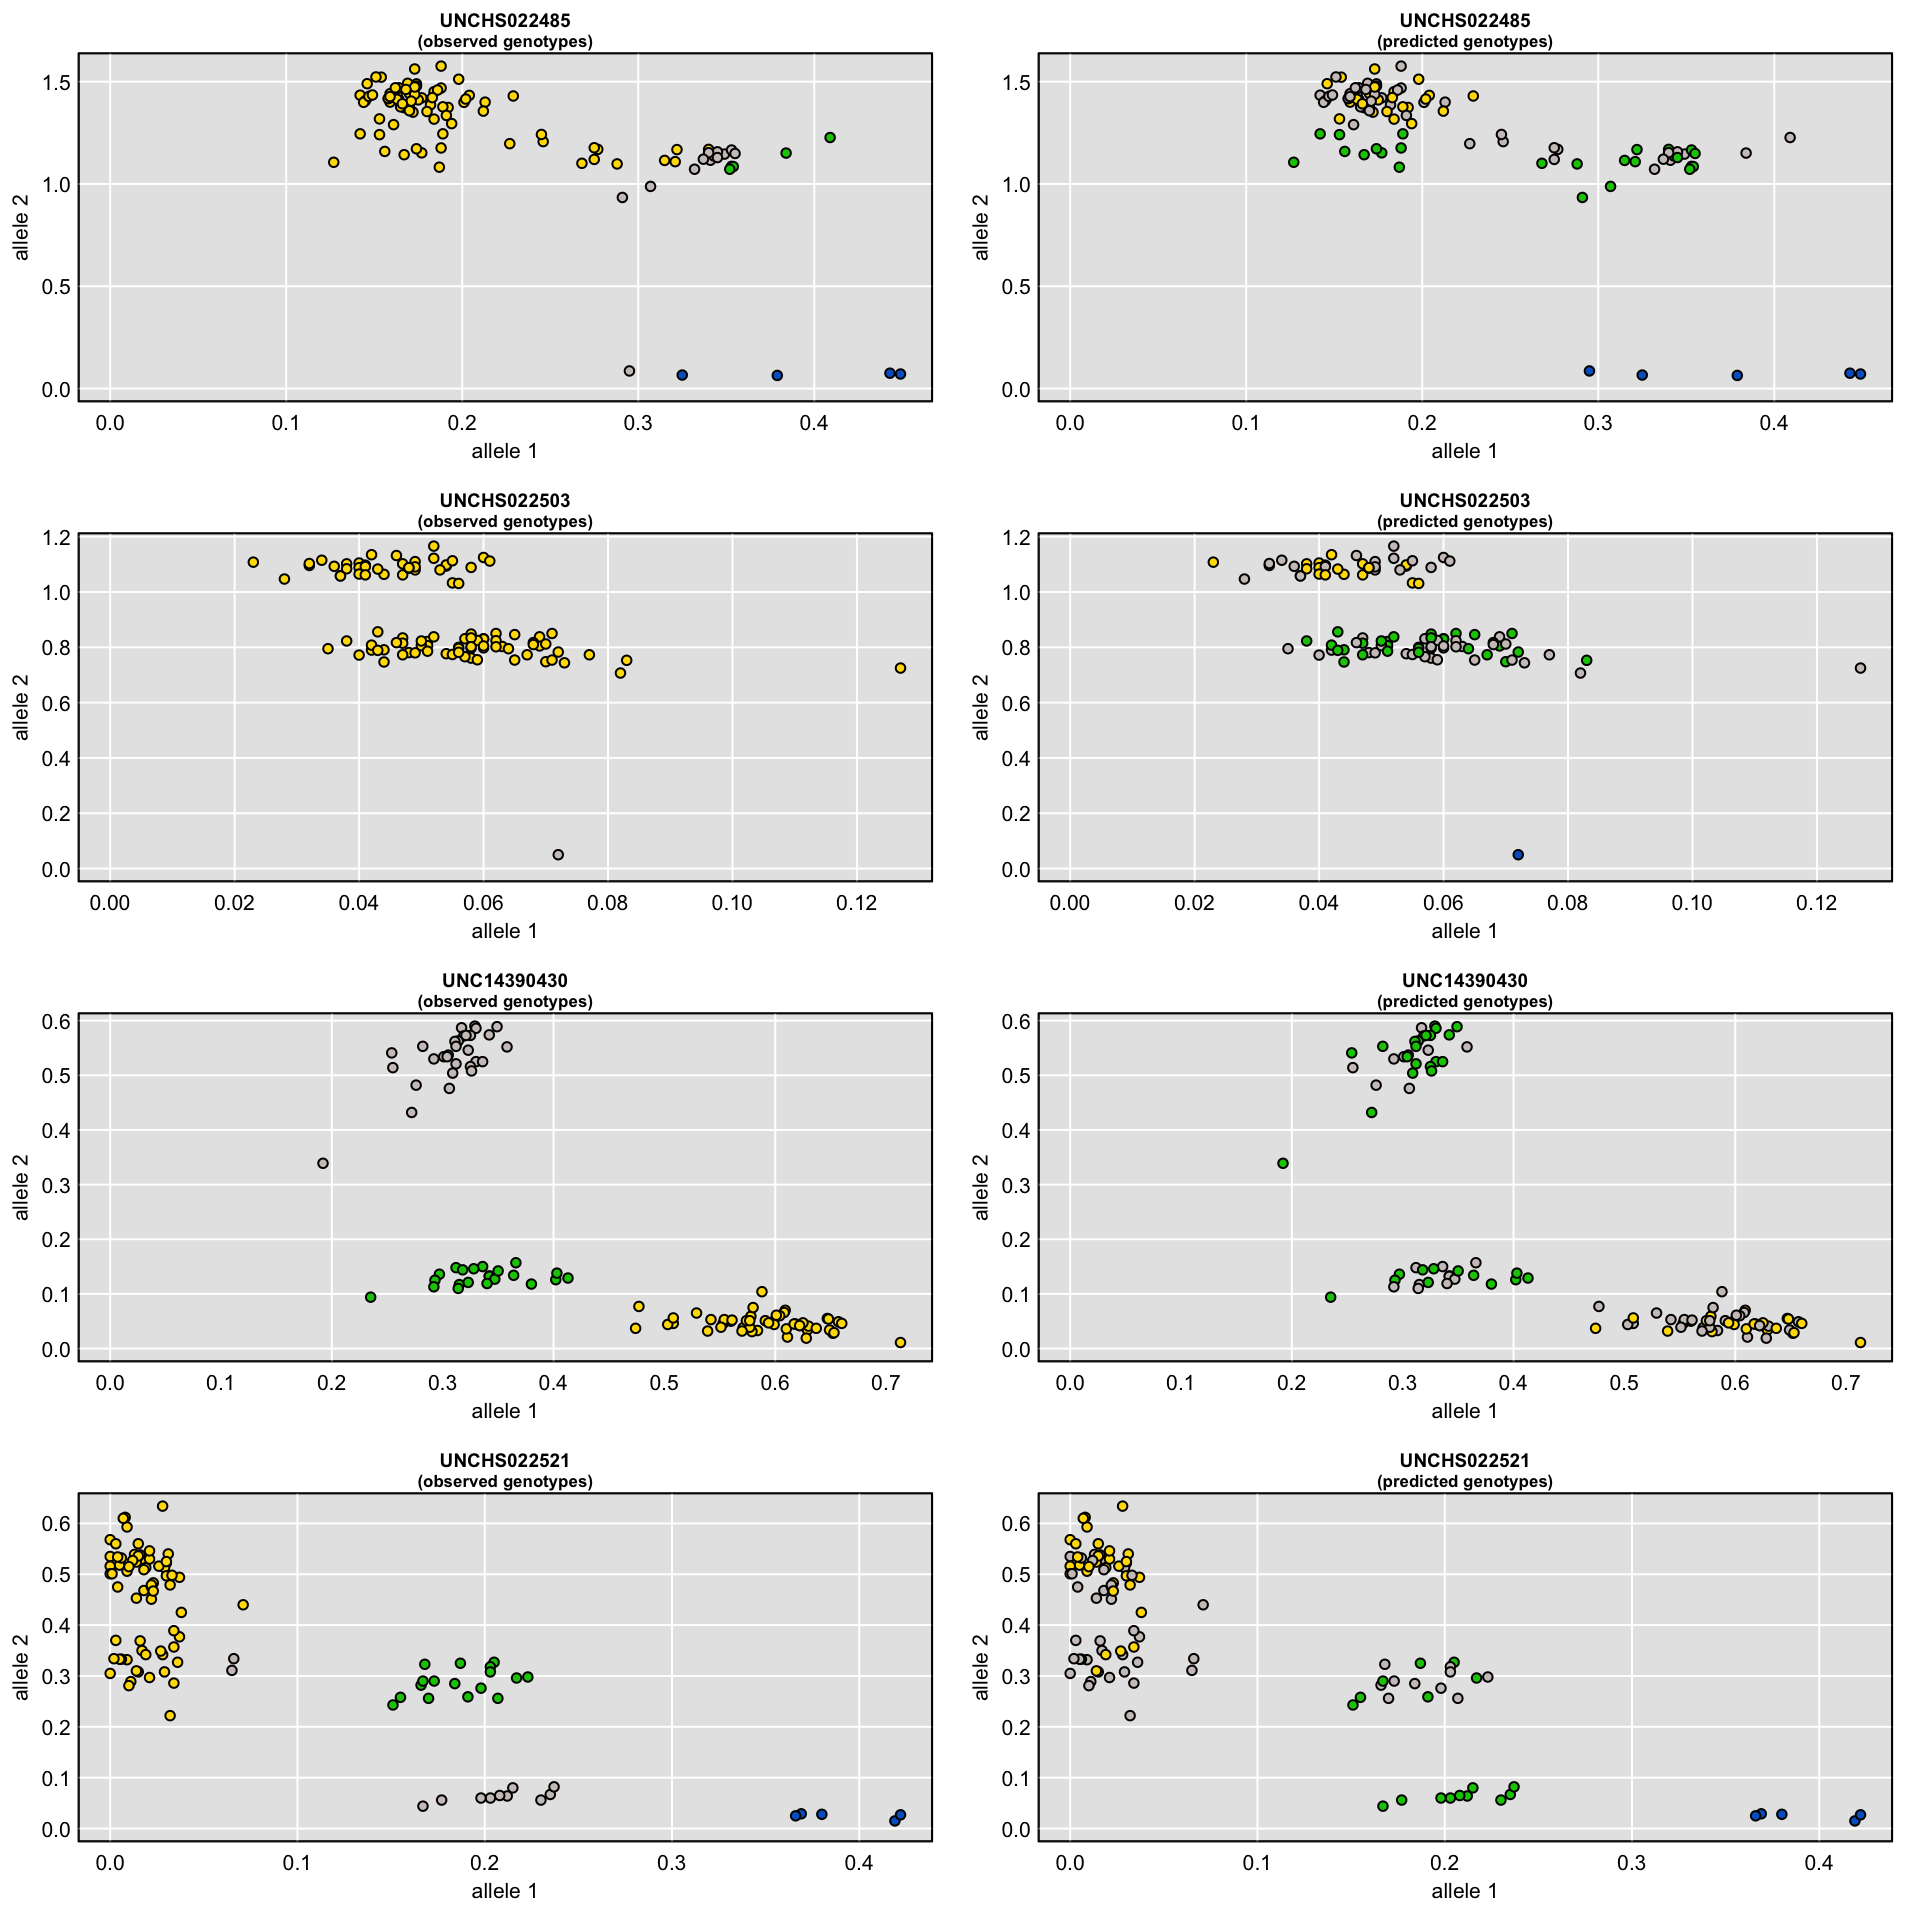 UNCHS022485
(observed genotypes)
allele 2
1.5
1.0
0.5
0.0
0.0 0.1 0.2 0.3 0.4
allele 1
UNCHS022485
(predicted genotypes)
allele 2
1.5
1.0
0.5
0.0
0.0 0.1 0.2 0.3 0.4
allele 1
UNCHS022503
(observed genotypes)
allele 2
1.2
1.0
0.8
0.6
0.4
0.2
0.0
0.00 0.02 0.04 0.06 0.08 0.10 0.12
allele 1
UNCHS022503
(predicted genotypes)
allele 2
1.2
1.0
0.8
0.6
0.4
0.2
0.0
0.00 0.02 0.04 0.06 0.08 0.10 0.12
allele 1
UNC14390430
(observed genotypes)
allele 2
0.6
0.5
0.4
0.3
0.2
0.1
0.0
0.0 0.1 0.2 0.3 0.4 0.5 0.6 0.7
allele 1
UNC14390430
(predicted genotypes)
allele 2
0.6
0.5
0.4
0.3
0.2
0.1
0.0
0.0 0.1 0.2 0.3 0.4 0.5 0.6 0.7
allele 1
UNCHS022521
(observed genotypes)
allele 2
0.6
0.5
0.4
0.3
0.2
0.1
0.0
0.0 0.1 0.2 0.3 0.4
allele 1
UNCHS022521
(predicted genotypes)
allele 2
0.6
0.5
0.4
0.3
0.2
0.1
0.0
0.0 0.1 0.2 0.3 0.4
allele 1